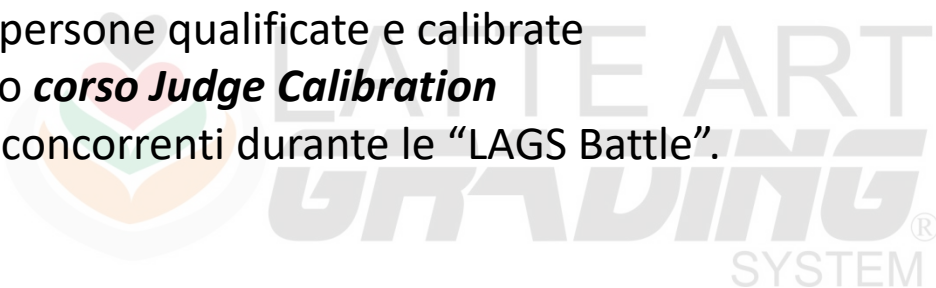 persone qualificate e calibrate
o corso Judge Calibration
concorrenti durante le “LAGS Battle”.
LATTE ART
GRADING
®
SYSTEM